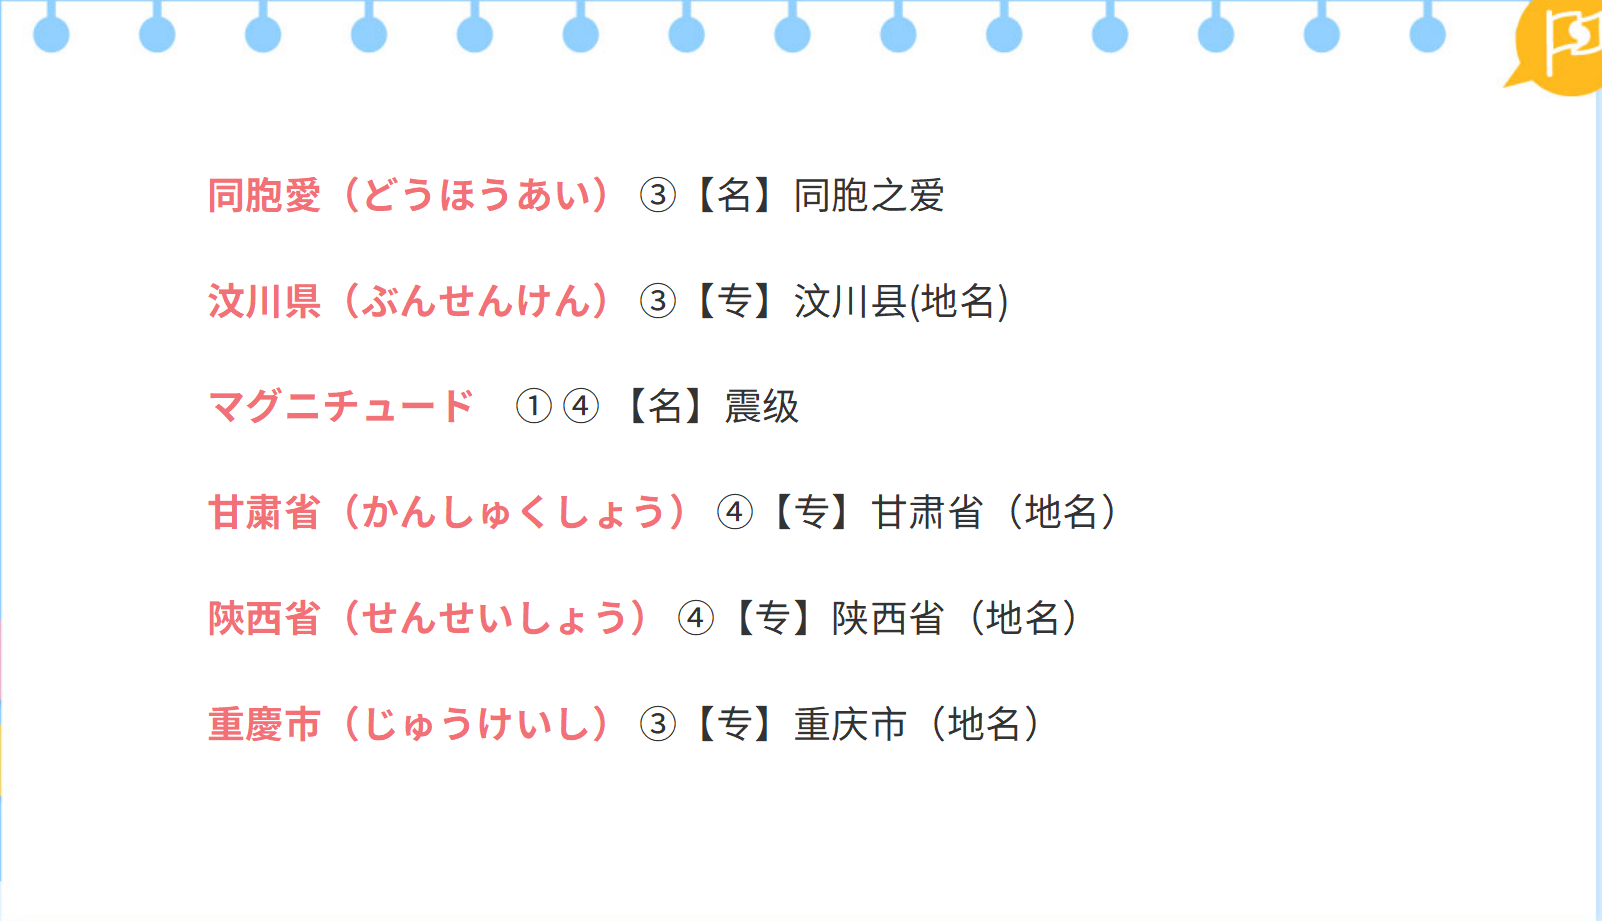 同胞愛（どうほうあい） ③【名】同胞之爱
汶川県（ぶんせんけん） ③【专】汶川县(地名)
マグニチュード　① ④ 【名】震级
甘粛省（かんしゅくしょう） ④【专】甘肃省（地名）
陝西省（せんせいしょう） ④【专】陕西省（地名）
重慶市（じゅうけいし） ③【专】重庆市（地名）